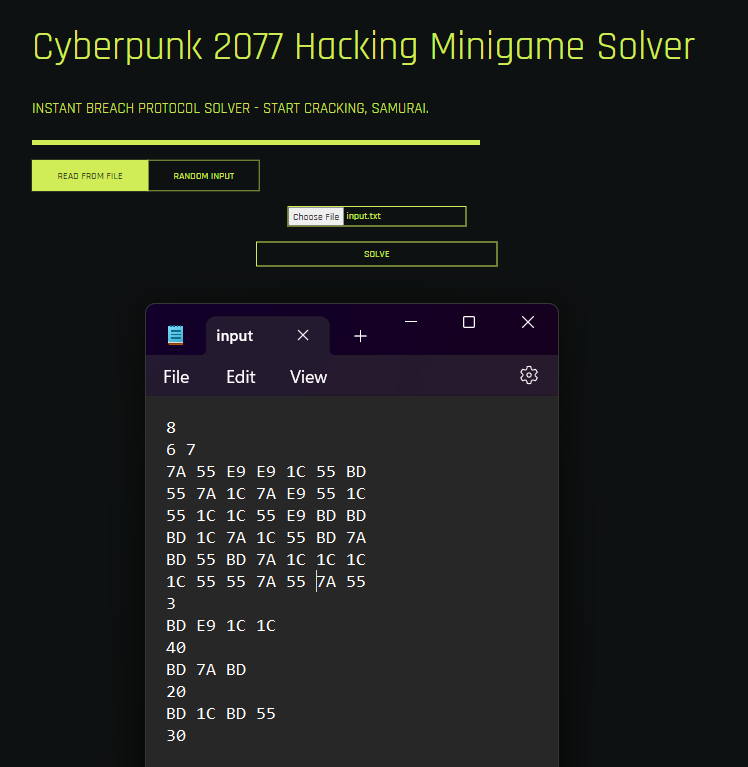 Cyberpunk 2077 Hacking Minigame Solver
INSTANT BREACH PROTOCOL SOLVER - START CRACKING, SAMURAI.
READ FROM FILE RANDOM INPUT
Choose File input.txt
SOLVE
input
File Edit View
8
6 7
7A 55 E9 E9 1C 55 BD
55 7A 1C 7A E9 55 1C
55 1C 1C 55 E9 BD BD
BD 1C 7A 1C 55 BD 7A
BD 55 BD 7A 1C 1C 1C
1C 55 55 7A 55 7A 55
3
BD E9 1C 1C
40
BD 7A BD
20
BD 1C BD 55
30